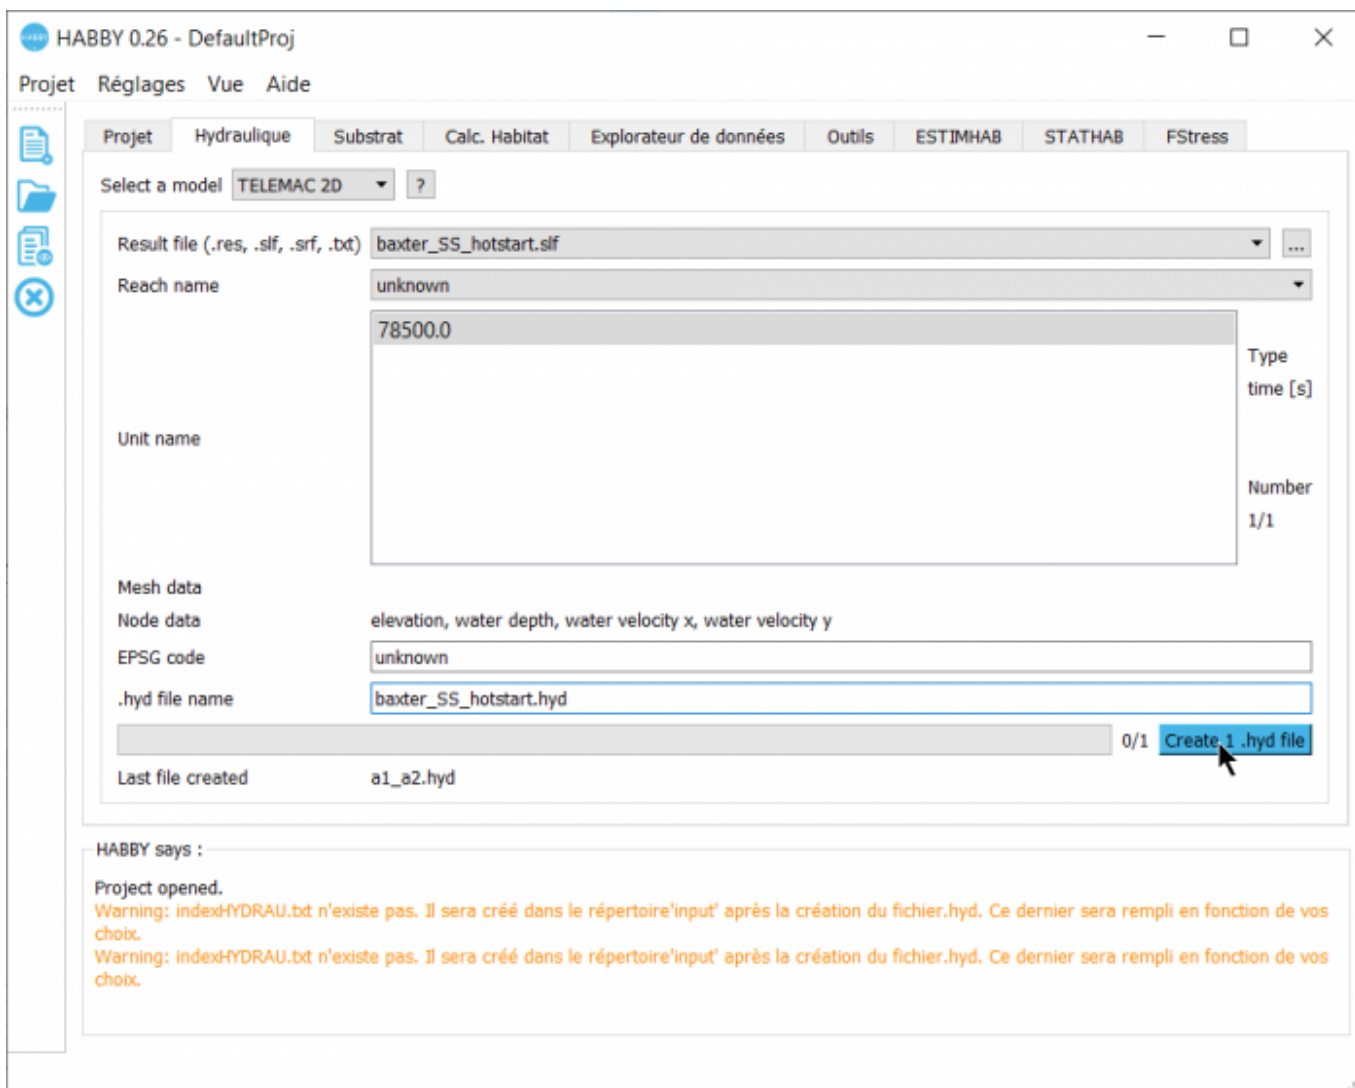 HABBY 0.26 - DefaultProj
Projet Réglages Vue Aide
Projet Hydraulique Substrat Calc. Habitat Explorateur de données Outils ESTIMHAB STATHAB FStress
Select a model TELEMAC 2D ?
Result file (.res, .slf, .srf, .txt) baxter_SS_hotstart.slf ...
Reach name unknown
78500.0
Type
time [s]
Unit name
Number
1/1
Mesh data
Node data elevation, water depth, water velocity x, water velocity y
EPSG code unknown
.hyd file name baxter_SS_hotstart.hyd
0/1 Create 1 .hyd file
Last file created a1_a2.hyd
HABBY says :
Project opened.
Warning: indexHYDRAU.txt n'existe pas. Il sera créé dans le répertoire'input' après la création du fichier.hyd. Ce dernier sera rempli en fonction de vos
choix.
Warning: indexHYDRAU.txt n'existe pas. Il sera créé dans le répertoire'input' après la création du fichier.hyd. Ce dernier sera rempli en fonction de vos
choix.